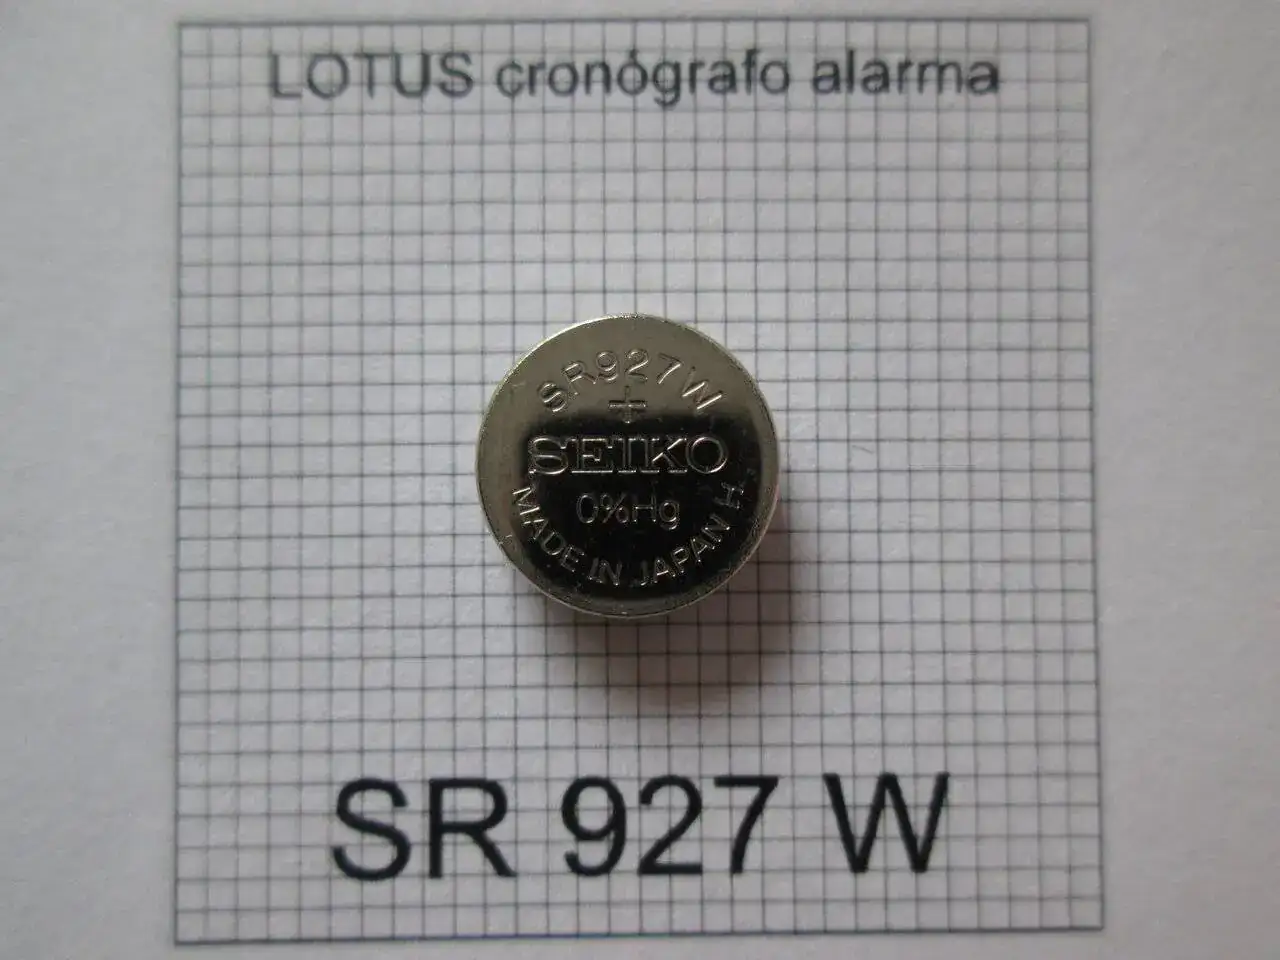 LOTUS cronógrafo alarma
SR927W
+
SEIKO
0%Hg
MADE IN JAPAN H
SR 927 W